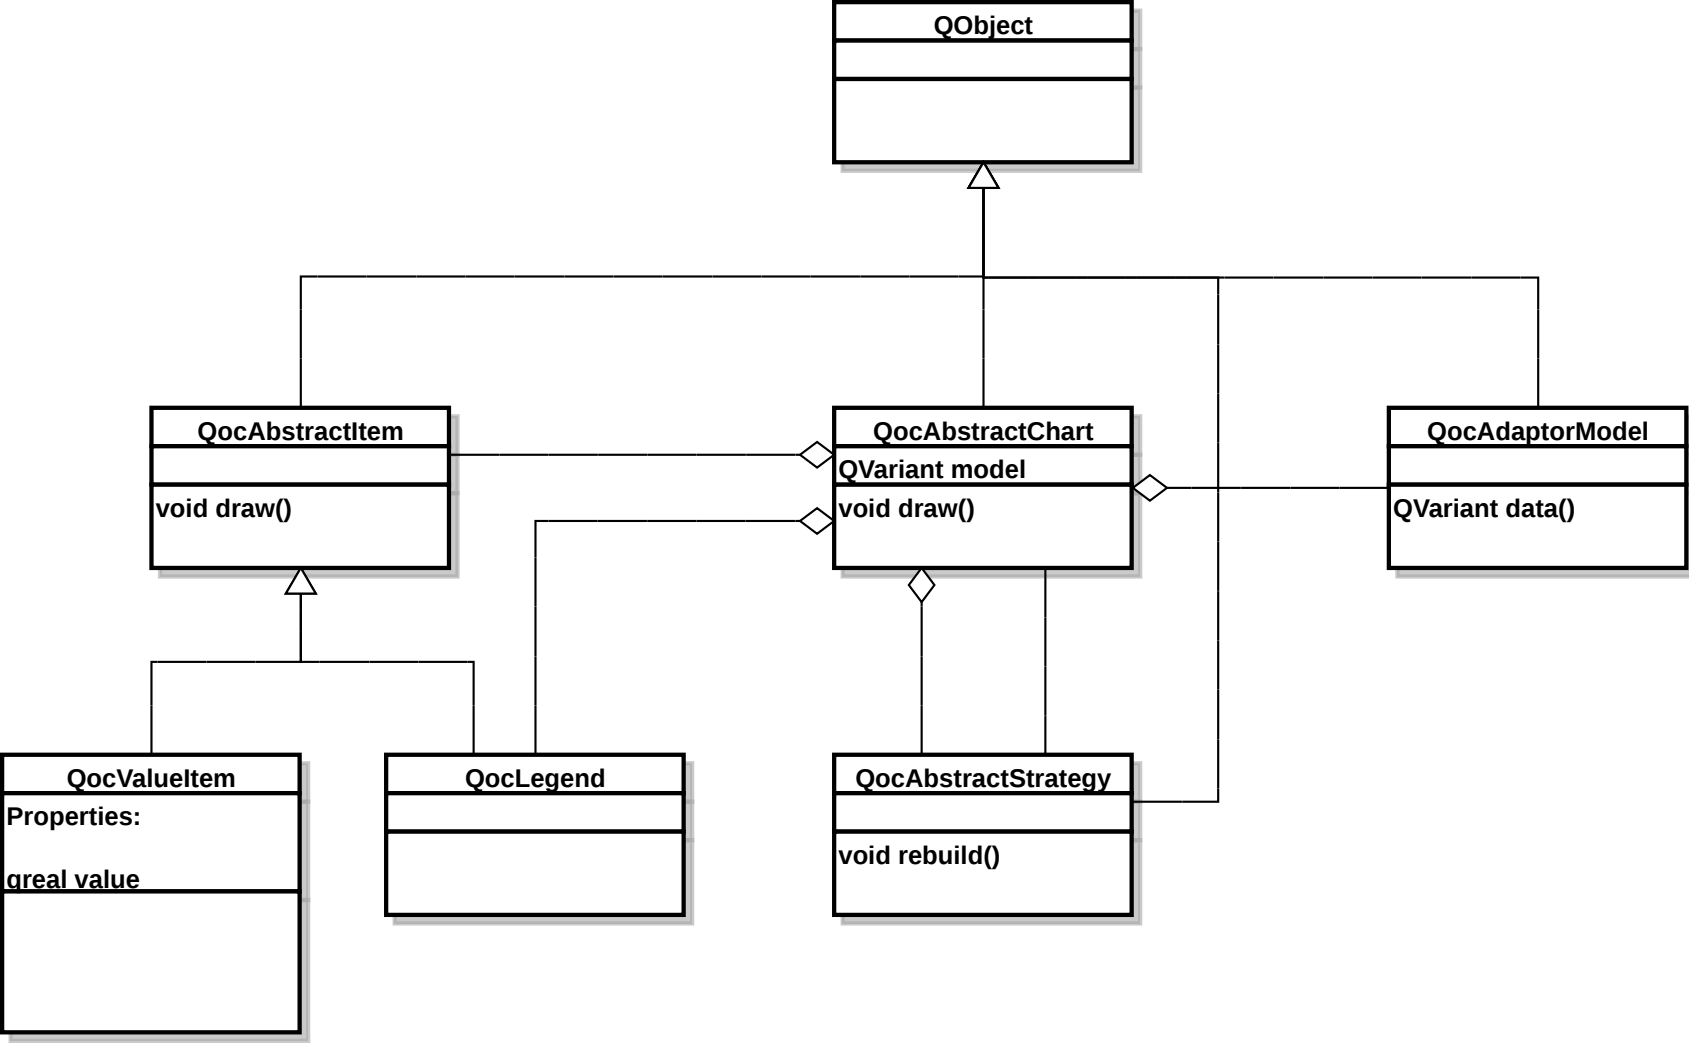 QObject
QocAbstractItem
void draw()
QocAbstractChart
QVariant model
void draw()
QocAdaptorModel
QVariant data()
QocValueItem
Properties:
qreal value
QocLegend
QocAbstractStrategy
void rebuild()